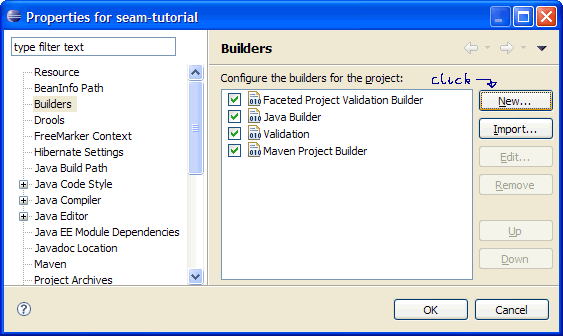 Properties for seam-tutorial
type filter text
Resource
BeanInfo Path
Builders
Drools
FreeMarker Context
Hibernate Settings
Java Build Path
Java Code Style
Java Compiler
Java Editor
Java EE Module Dependencies
Javadoc Location
Maven
Project Archives
Builders
Configure the builders for the project:
click
Faceted Project Validation Builder
Java Builder
Validation
Maven Project Builder
New...
Import...
Edit...
Remove
Up
Down
OK
Cancel